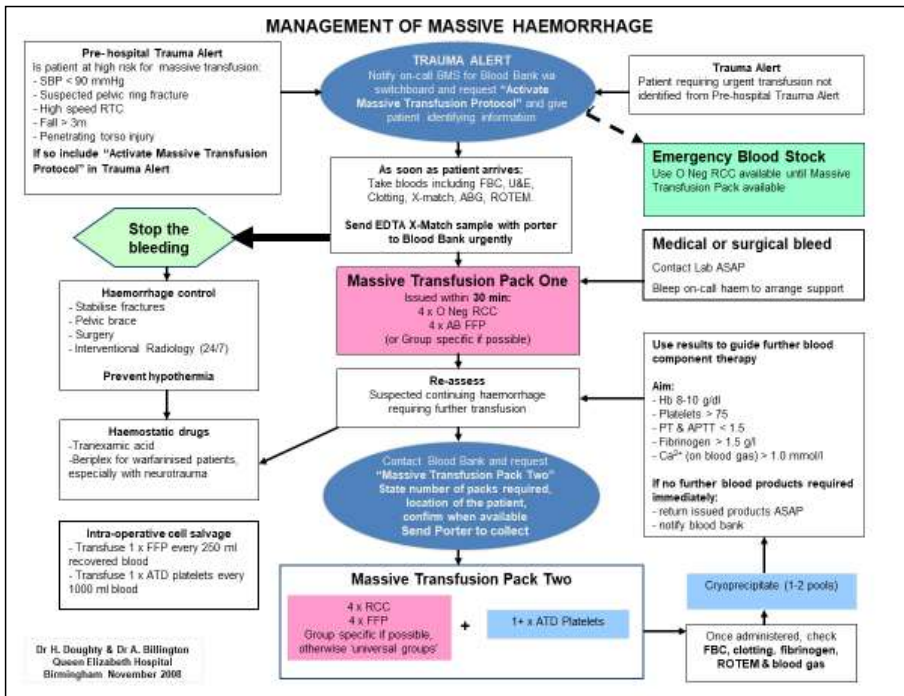 MANAGEMENT OF MASSIVE HAEMORRHAGE
Pre-hospital Trauma Alert
Is patient at high risk for massive transfusion:
- SBP < 90 mmHg
- Suspected pelvic ring fracture
- High speed RTC
- Fall > 3m
- Penetrating torso injury
If so include "Activate Massive Transfusion
Protocol" in Trauma Alert
TRAUMA ALERT
Notify on-call BMS for Blood Bank via
switchboard and request "Activate
Massive Transfusion Protocol" and give
patient identifying information
Trauma Alert
Patient requiring urgent transfusion not
identified from Pre-hospital Trauma Alert
Emergency Blood Stock
Use O Neg RCC available until Massive
Transfusion Pack available
As soon as patient arrives:
Take bloods including FBC, U&E,
Clotting, X-match, ABG, ROTEM.
Send EDTA X-Match sample with porter
to Blood Bank urgently
Stop the
bleeding
Medical or surgical bleed
Contact Lab ASAP
Bleep on-call haem to arrange support
Massive Transfusion Pack One
Issued within 30 min:
4 x O Neg RCC
4 x AB FFP
(or Group specific if possible)
Haemorrhage control
- Stabilise fractures
- Pelvic brace
- Surgery
- Interventional Radiology (24/7)
Prevent hypothermia
Re-assess
Suspected continuing haemorrhage
requiring further transfusion
Use results to guide further blood
component therapy
Aim:
- Hb 8-10 g/dl
- Platelets > 75
- PT & APTT < 1.5
- Fibrinogen > 1.5 g/l
- Ca2+ (on blood gas) > 1.0 mmol/l
If no further blood products required
immediately:
- return issued products ASAP
- notify blood bank
Haemostatic drugs
-Tranexamic acid
-Beriplex for warfarinised patients,
especially with neurotrauma
Contact Blood Bank and request
"Massive Transfusion Pack Two"
State number of packs required,
location of the patient,
confirm when available
Send Porter to collect
Intra-operative cell salvage
- Transfuse 1 x FFP every 250 ml
recovered blood
- Transfuse 1 x ATD platelets every
1000 ml blood
Massive Transfusion Pack Two
4 x RCC
4 x FFP
Group specific if possible,
otherwise 'universal groups'
+
1+ x ATD Platelets
Cryoprecipitate (1-2 pools)
Once administered, check
FBC, clotting, fibrinogen,
ROTEM & blood gas
Dr H. Doughty & Dr A. Billington
Queen Elizabeth Hospital
Birmingham November 2008